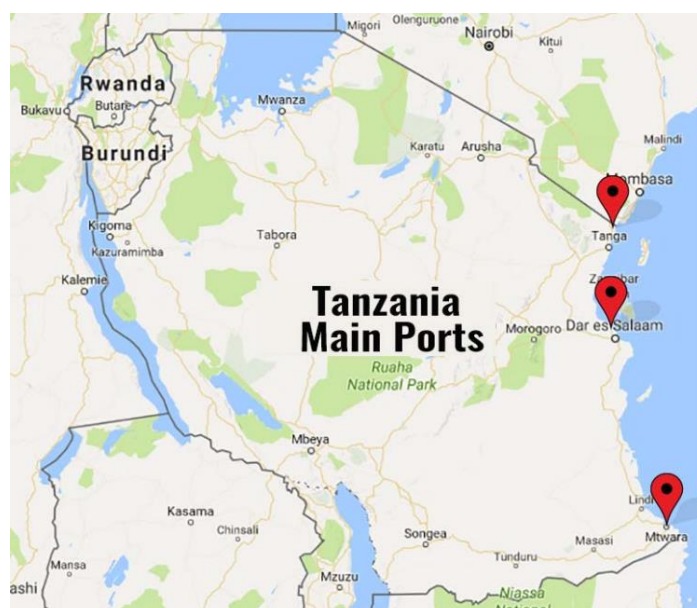 Migori
Olenguruone
Nairobi
Kitui
Rwanda
Bukavu
Butare
Mwanza
Burundi
Karatu
Arusha
Malindi
Mombasa
Kigoma
Kazuramimba
Tabora
Tanga
Kalemie
Tanzania
Main Ports
Morogoro
Dar es Salaam
Ruaha
National Park
Mbeya
Lindi
Mtwara
Kasama
Chinsali
Songea
Masasi
Tunduru
Mansa
Mzuzu
ashi
Niassa
National